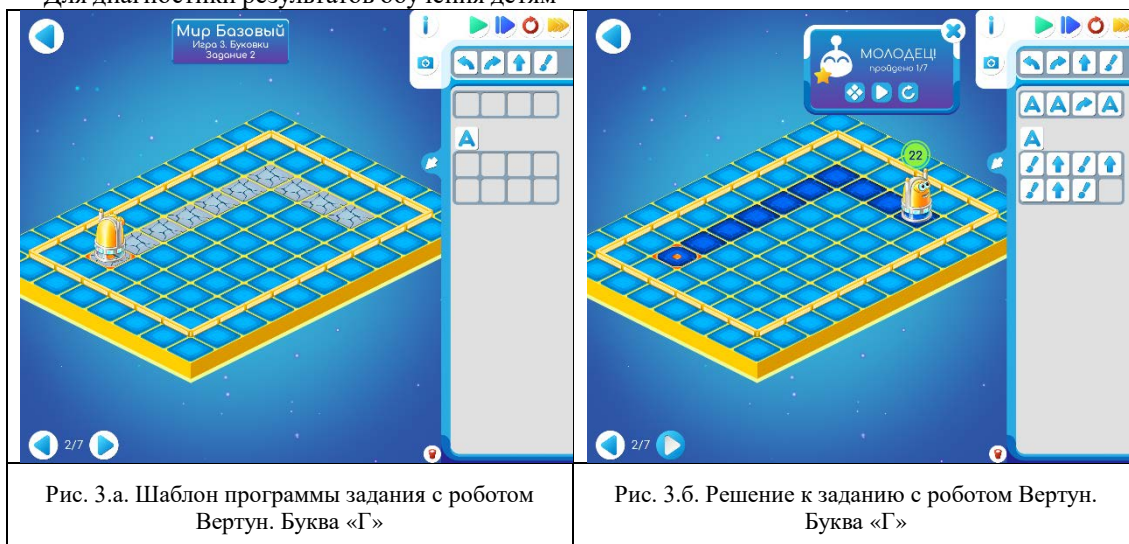 Для диагностики результатов обучения детям
Мир Базовый
Игра 3. Буковки
Задание 2
A
2/7
МОЛОДЕЦ!
пройдено 1/7
A A A
A
22
2/7
Рис. 3.а. Шаблон программы задания с роботом
Вертун. Буква «Г»
Рис. 3.б. Решение к заданию с роботом Вертун.
Буква «Г»